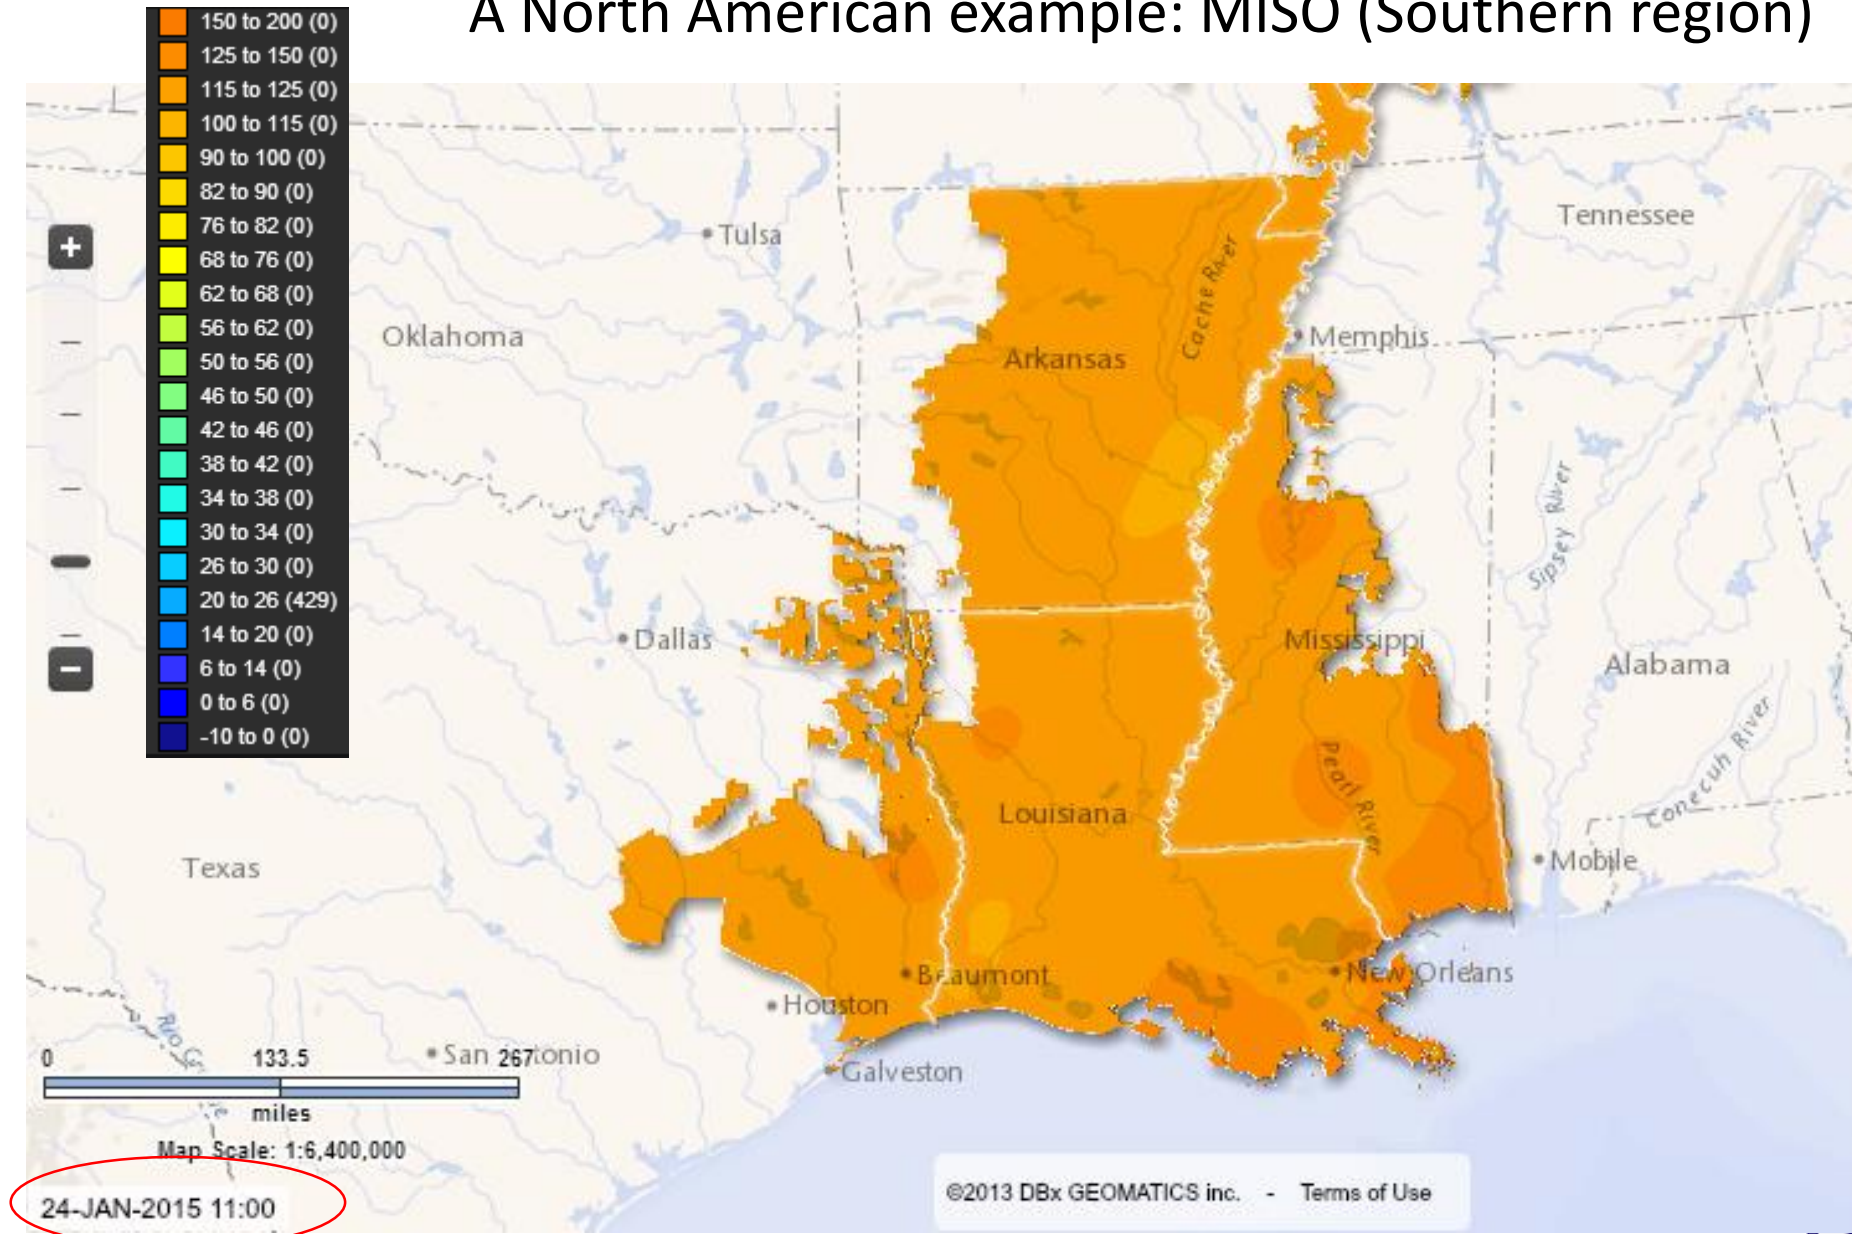 A North American example: MISO (Southern region)
150 to 200 (0)
125 to 150 (0)
115 to 125 (0)
100 to 115 (0)
90 to 100 (0)
82 to 90 (0)
76 to 82 (0)
68 to 76 (0)
62 to 68 (0)
56 to 62 (0)
50 to 56 (0)
46 to 50 (0)
42 to 46 (0)
38 to 42 (0)
34 to 38 (0)
30 to 34 (0)
26 to 30 (0)
20 to 26 (429)
14 to 20 (0)
6 to 14 (0)
0 to 6 (0)
-10 to 0 (0)
+
−
Tennessee
Tulsa
Cache River
Oklahoma
Memphis
Arkansas
Sipsey River
Dallas
Mississippi
Alabama
Conecuh River
Pearl River
Louisiana
Texas
Mobile
Beaumont
New Orleans
Houston
San Antonio
Galveston
Rio G
0 133.5 267
miles
Map Scale: 1:6,400,000
24-JAN-2015 11:00
©2013 DBx GEOMATICS inc. - Terms of Use